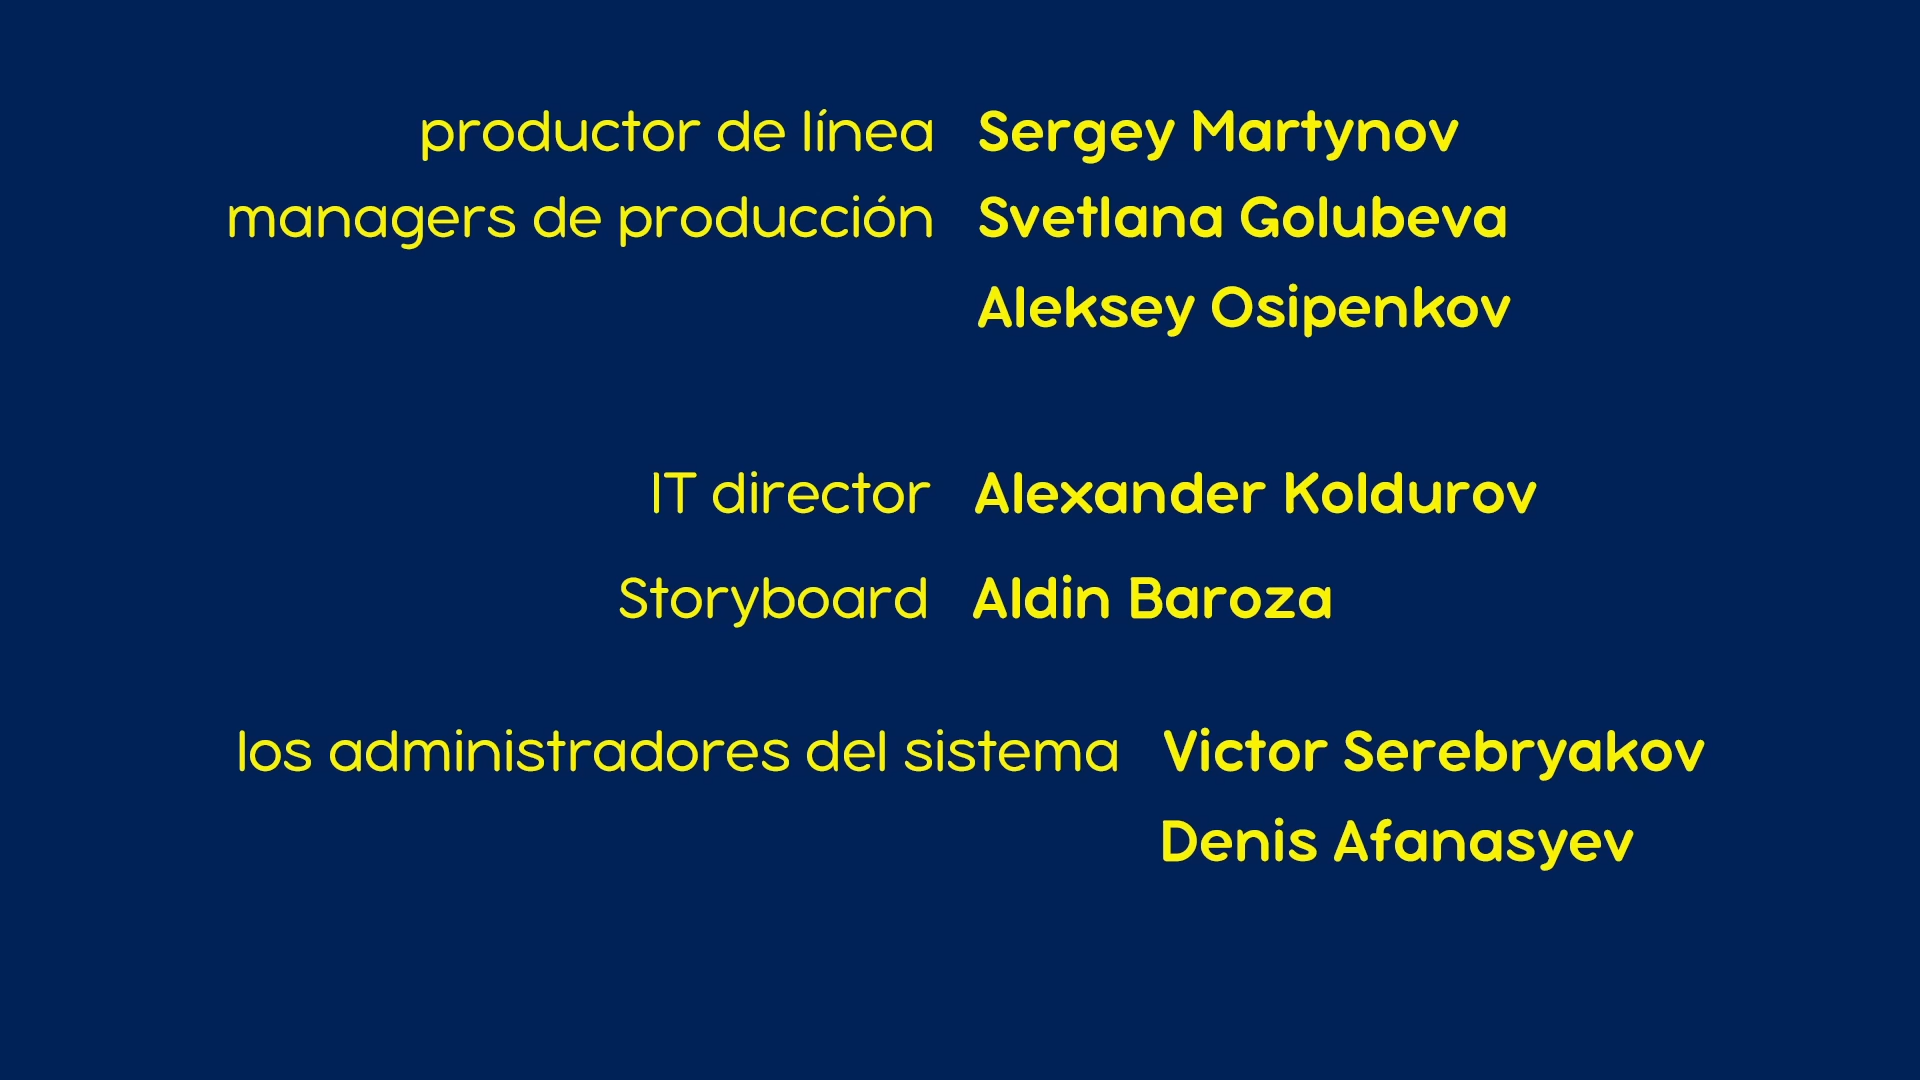 productor de línea Sergey Martynov
managers de producción Svetlana Golubeva
Aleksey Osipenkov
IT director Alexander Koldurov
Storyboard Aldin Baroza
los administradores del sistema Victor Serebryakov
Denis Afanasyev